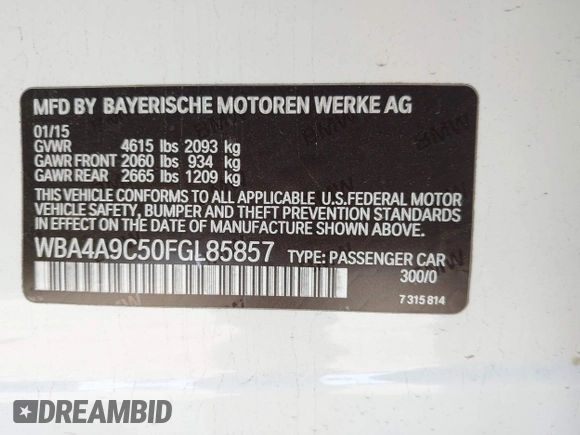 MFD BY BAYERISCHE MOTOREN WERKE AG
01/15
GVWR 4615 lbs 2093 kg
GAWR FRONT 2060 lbs 934 kg
GAWR REAR 2665 lbs 1209 kg
THIS VEHICLE CONFORMS TO ALL APPLICABLE U.S.FEDERAL MOTOR
VEHICLE SAFETY, BUMPER AND THEFT PREVENTION STANDARDS
IN EFFECT ON THE DATE OF MANUFACTURE SHOWN ABOVE.
WBA4A9C50FGL85857 TYPE: PASSENGER CAR
300/0
7 315 814
DREAMBID